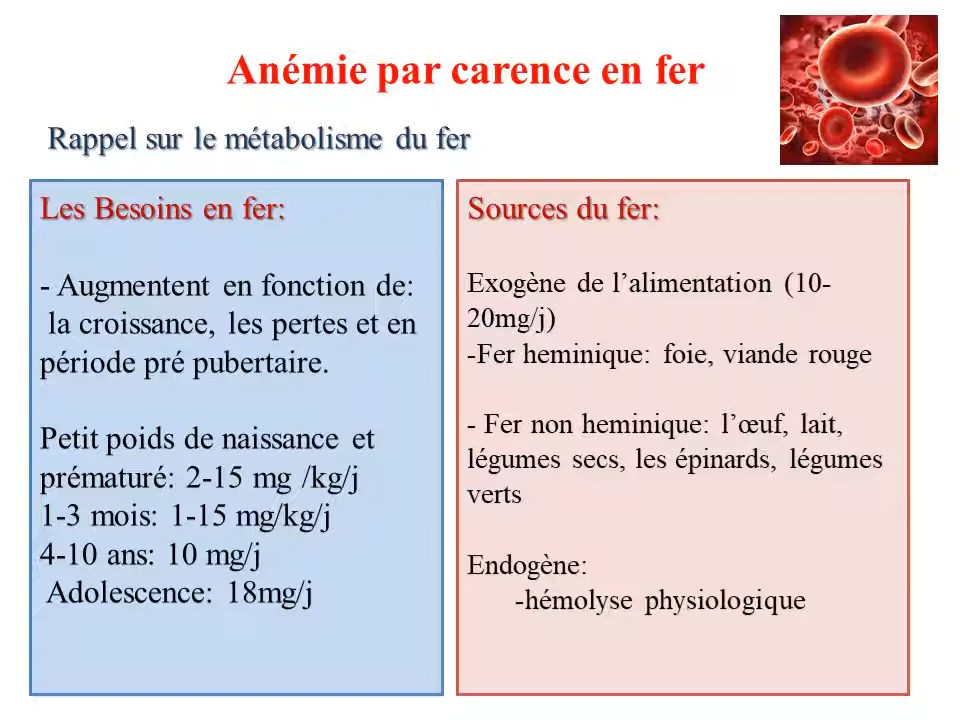 Anémie par carence en fer
Rappel sur le métabolisme du fer
Les Besoins en fer:
- Augmentent en fonction de:
la croissance, les pertes et en
période pré pubertaire.
Petit poids de naissance et
prématuré: 2-15 mg /kg/j
1-3 mois: 1-15 mg/kg/j
4-10 ans: 10 mg/j
Adolescence: 18mg/j
Sources du fer:
Exogène de l’alimentation (10-
20mg/j)
-Fer heminique: foie, viande rouge
- Fer non heminique: l’œuf, lait,
légumes secs, les épinards, légumes
verts
Endogène:
-hémolyse physiologique